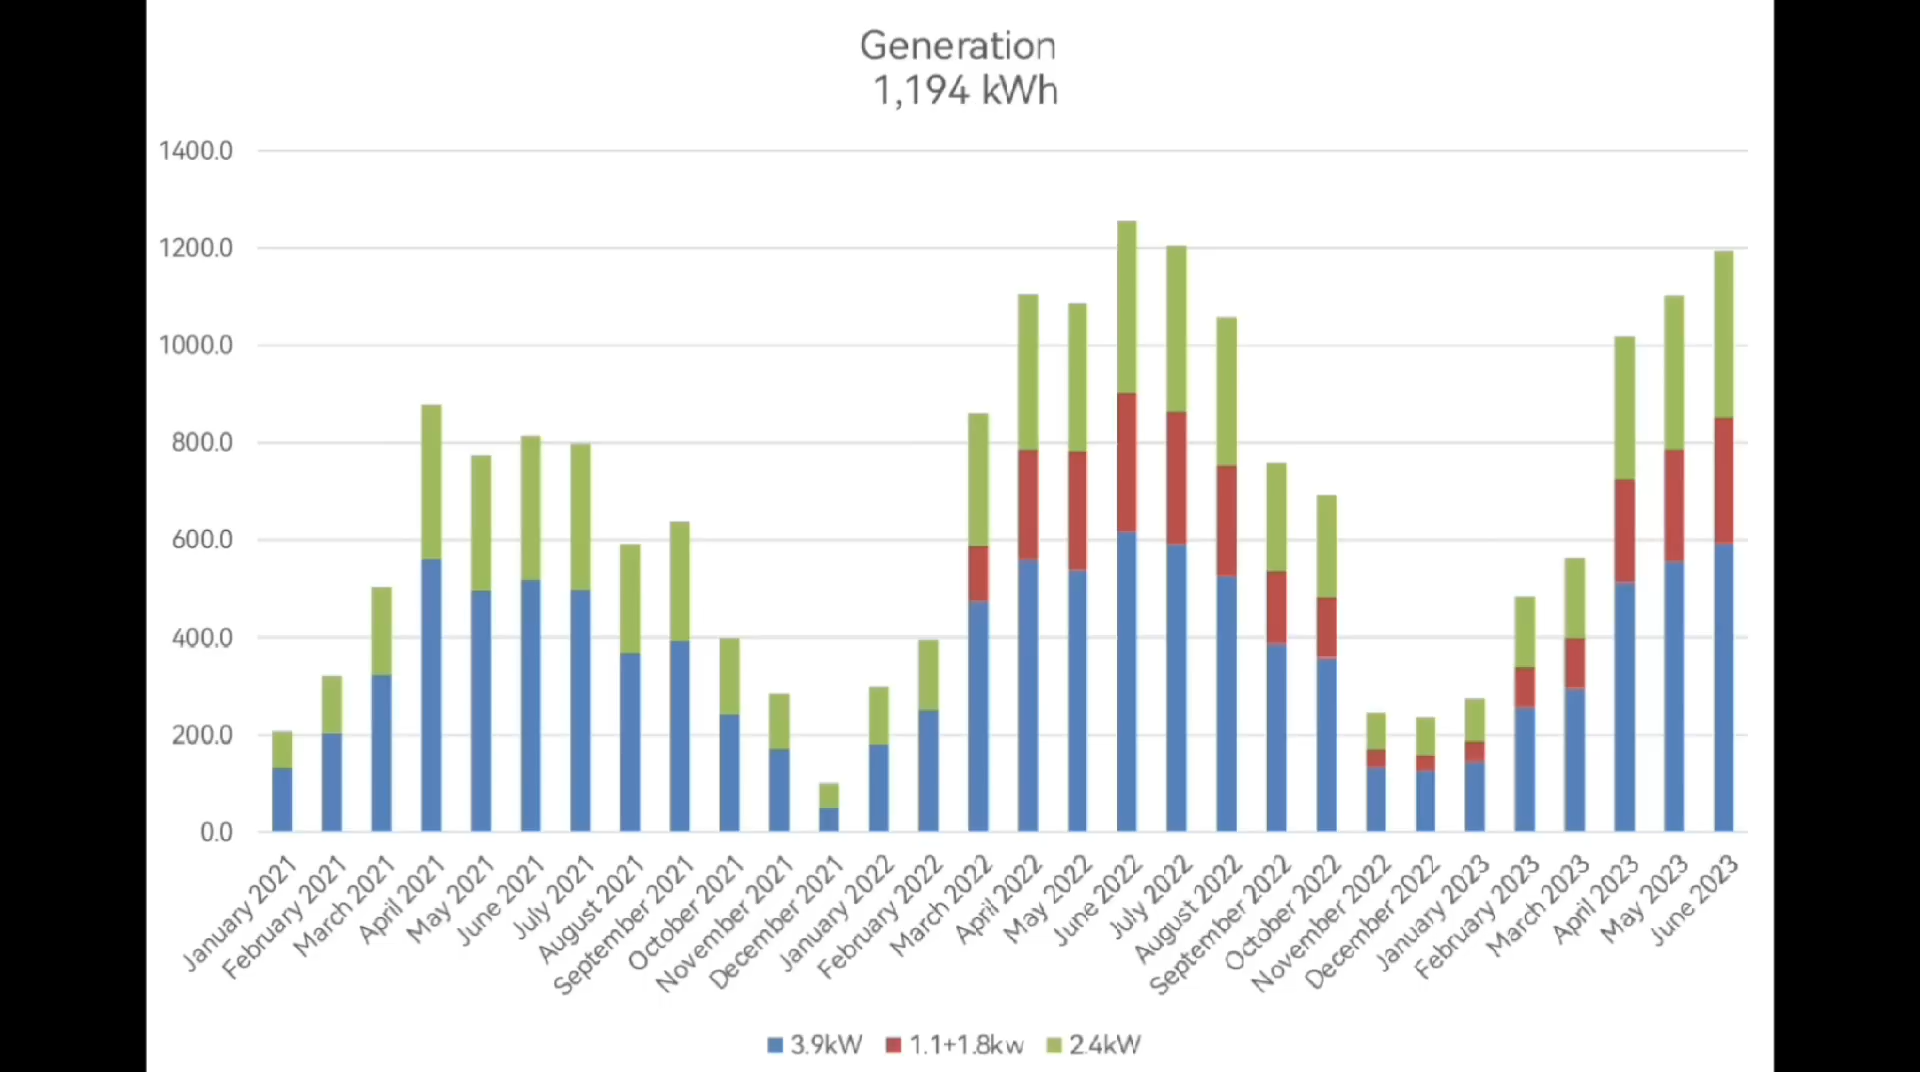 Generation
1,194 kWh
1400.0
1200.0
1000.0
800.0
600.0
400.0
200.0
0.0
January 2021
February 2021
March 2021
April 2021
May 2021
June 2021
July 2021
August 2021
September 2021
October 2021
November 2021
December 2021
January 2022
February 2022
March 2022
April 2022
May 2022
June 2022
July 2022
August 2022
September 2022
October 2022
November 2022
December 2022
January 2023
February 2023
March 2023
April 2023
May 2023
June 2023
3.9kW 1.1+1.8kw 2.4kW